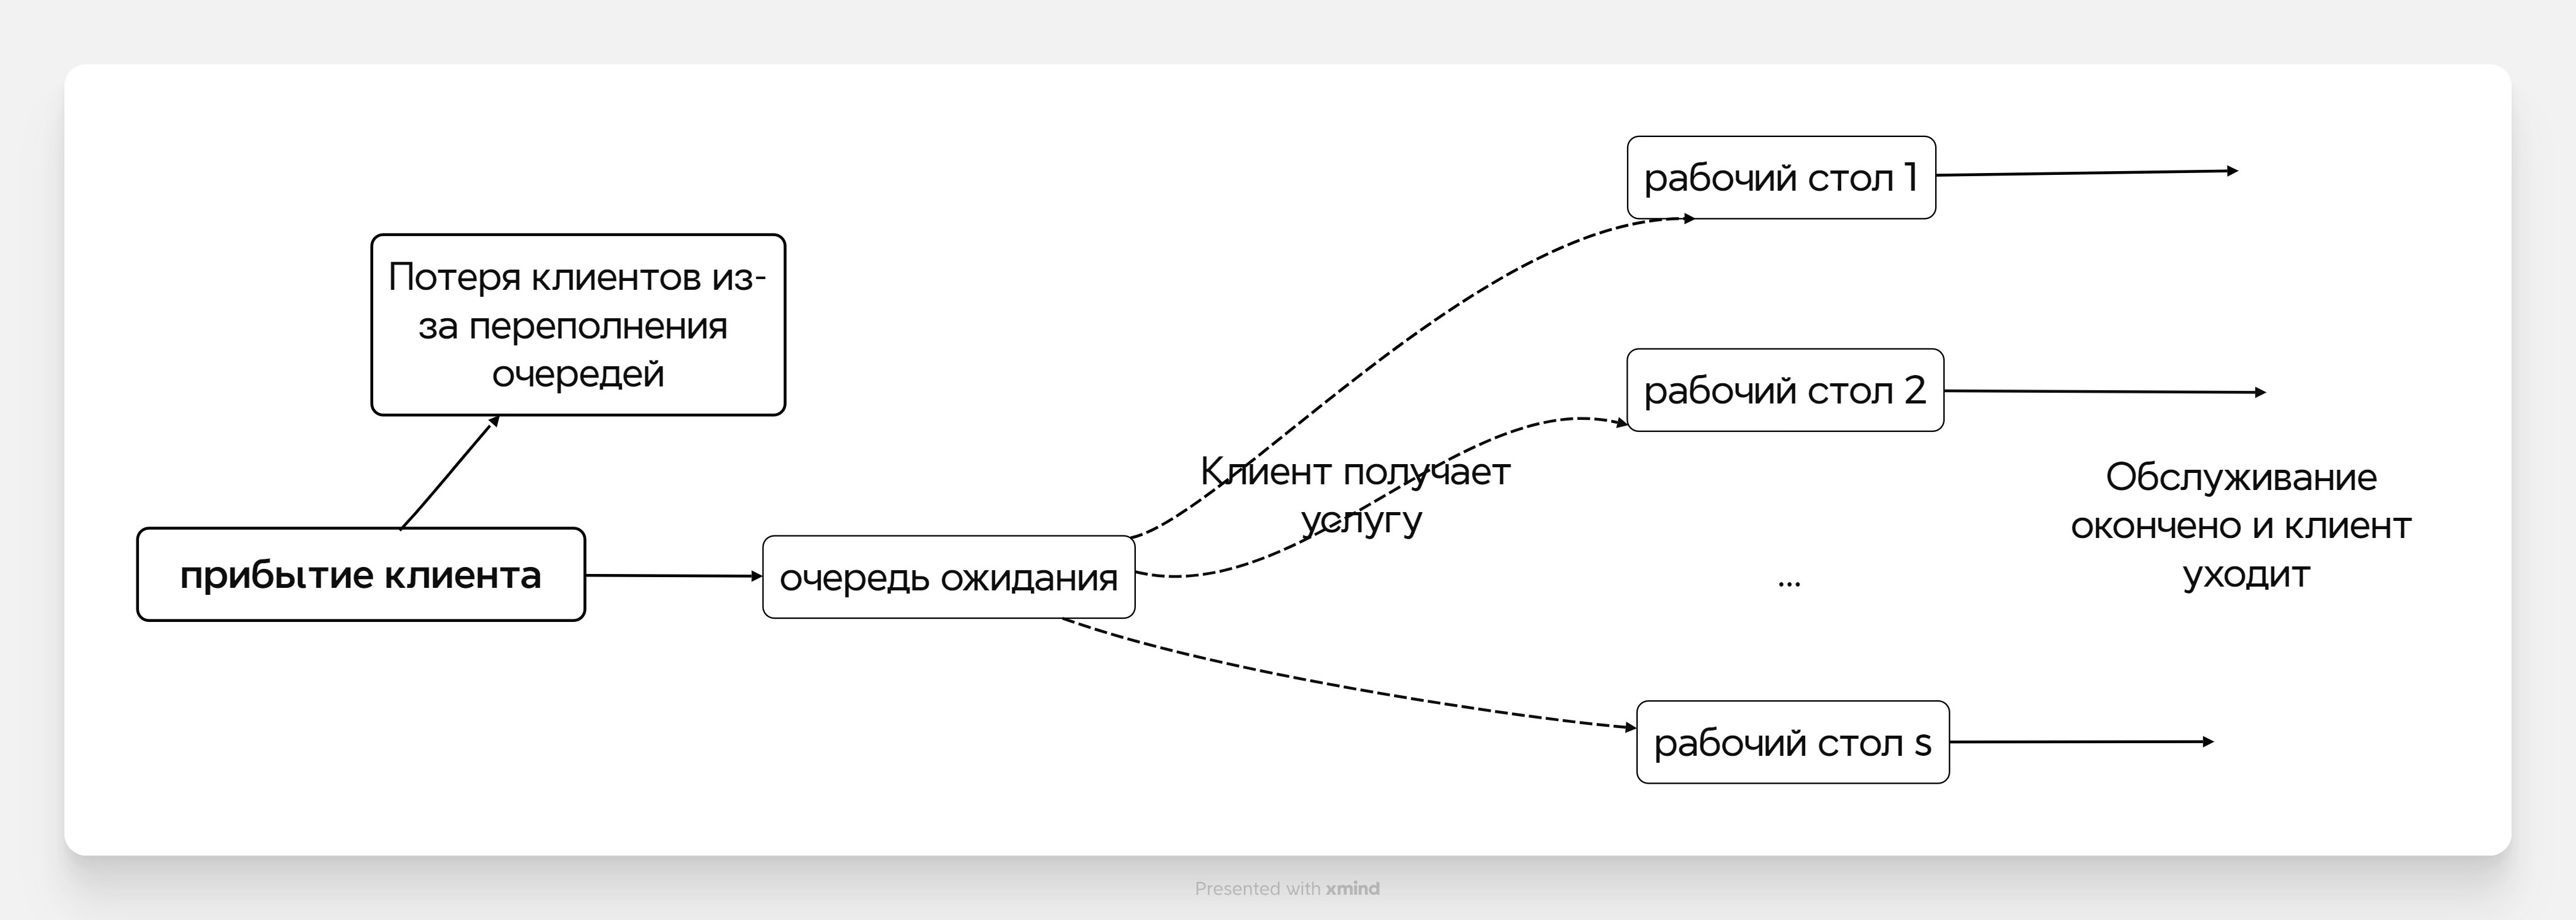 рабочий стол 1
Потеря клиентов из-
за переполнения
очередей
рабочий стол 2
Клиент получает
услугу
Обслуживание
окончено и клиент
уходит
прибытие клиента
очередь ожидания
...
рабочий стол s
Presented with xmind